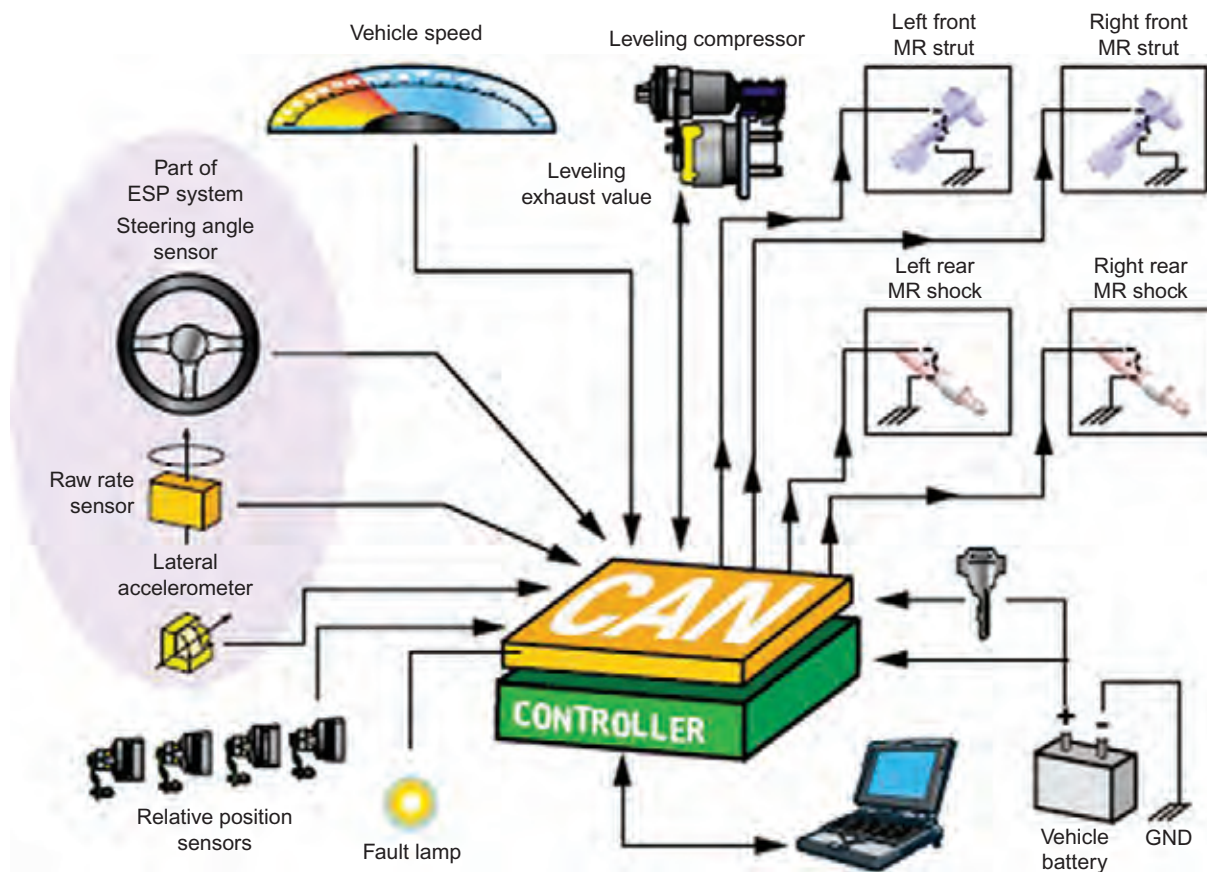 Vehicle speed
Leveling compressor
Left front
MR strut
Right front
MR strut
Part of
ESP system
Steering angle
sensor
Leveling
exhaust value
Left rear
MR shock
Right rear
MR shock
Raw rate
sensor
Lateral
accelerometer
CAN
CONTROLLER
+
-
Relative position
sensors
Fault lamp
Vehicle
battery
GND